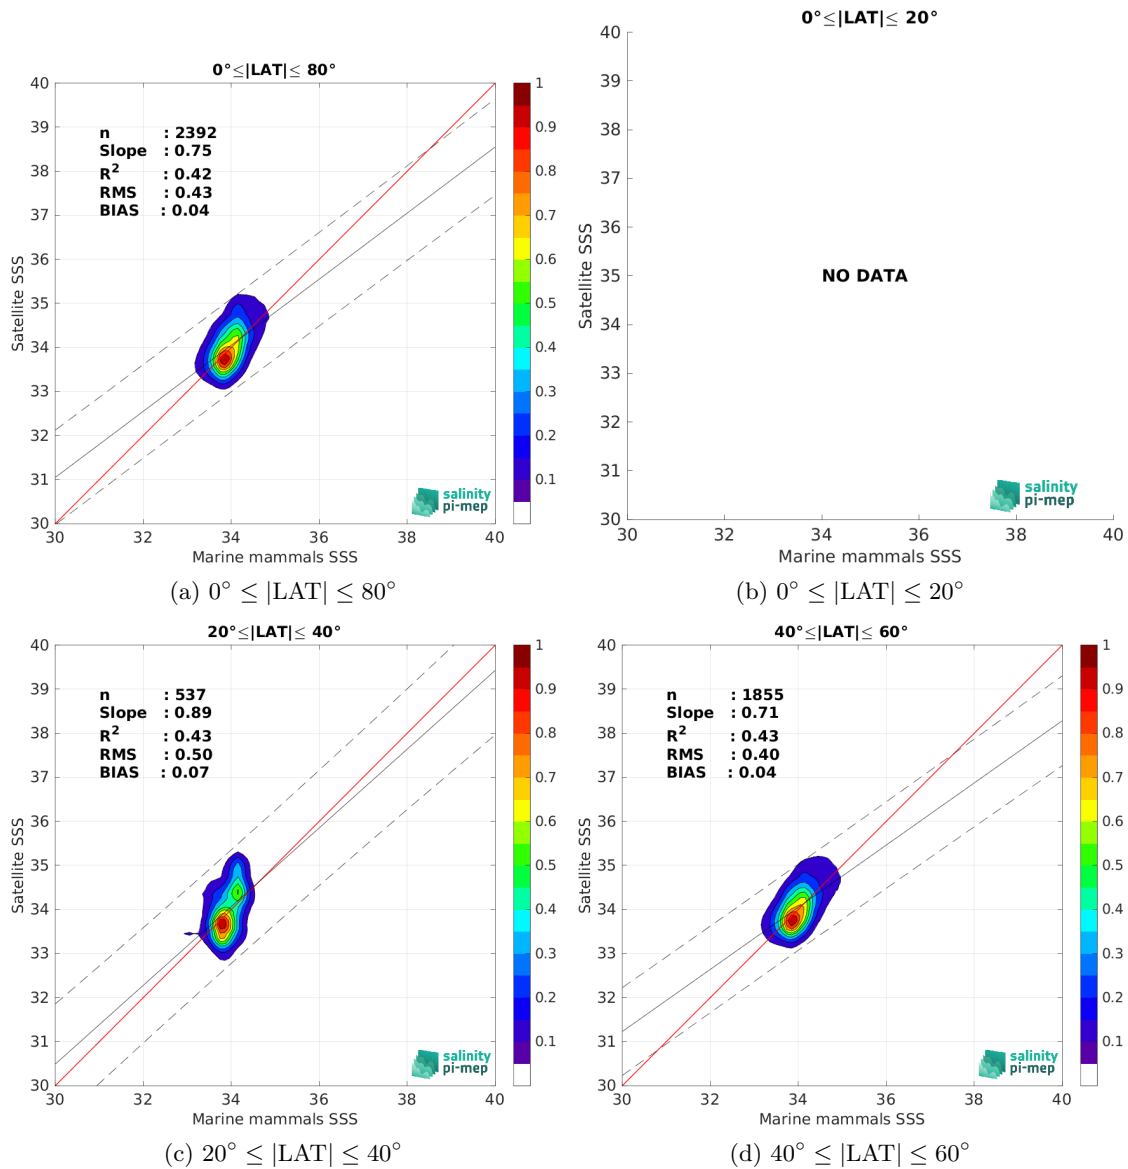 0°≤|LAT|≤ 80°
n : 2392
Slope : 0.75
R2 : 0.42
RMS : 0.43
BIAS : 0.04
40
39
38
37
36
35
34
33
32
31
30
30 32 34 36 38 40
Satellite SSS
Marine mammals SSS
1
0.9
0.8
0.7
0.6
0.5
0.4
0.3
0.2
0.1
salinity
pi-mep
(a) 0° ≤ |LAT| ≤ 80°
0°≤|LAT|≤ 20°
40
39
38
37
36
35
34
33
32
31
30
30 32 34 36 38 40
Satellite SSS
NO DATA
Marine mammals SSS
salinity
pi-mep
(b) 0° ≤ |LAT| ≤ 20°
20°≤|LAT|≤ 40°
n : 537
Slope : 0.89
R2 : 0.43
RMS : 0.50
BIAS : 0.07
40
39
38
37
36
35
34
33
32
31
30
30 32 34 36 38 40
Satellite SSS
Marine mammals SSS
1
0.9
0.8
0.7
0.6
0.5
0.4
0.3
0.2
0.1
salinity
pi-mep
(c) 20° ≤ |LAT| ≤ 40°
40°≤|LAT|≤ 60°
n : 1855
Slope : 0.71
R2 : 0.43
RMS : 0.40
BIAS : 0.04
40
39
38
37
36
35
34
33
32
31
30
30 32 34 36 38 40
Satellite SSS
Marine mammals SSS
1
0.9
0.8
0.7
0.6
0.5
0.4
0.3
0.2
0.1
salinity
pi-mep
(d) 40° ≤ |LAT| ≤ 60°